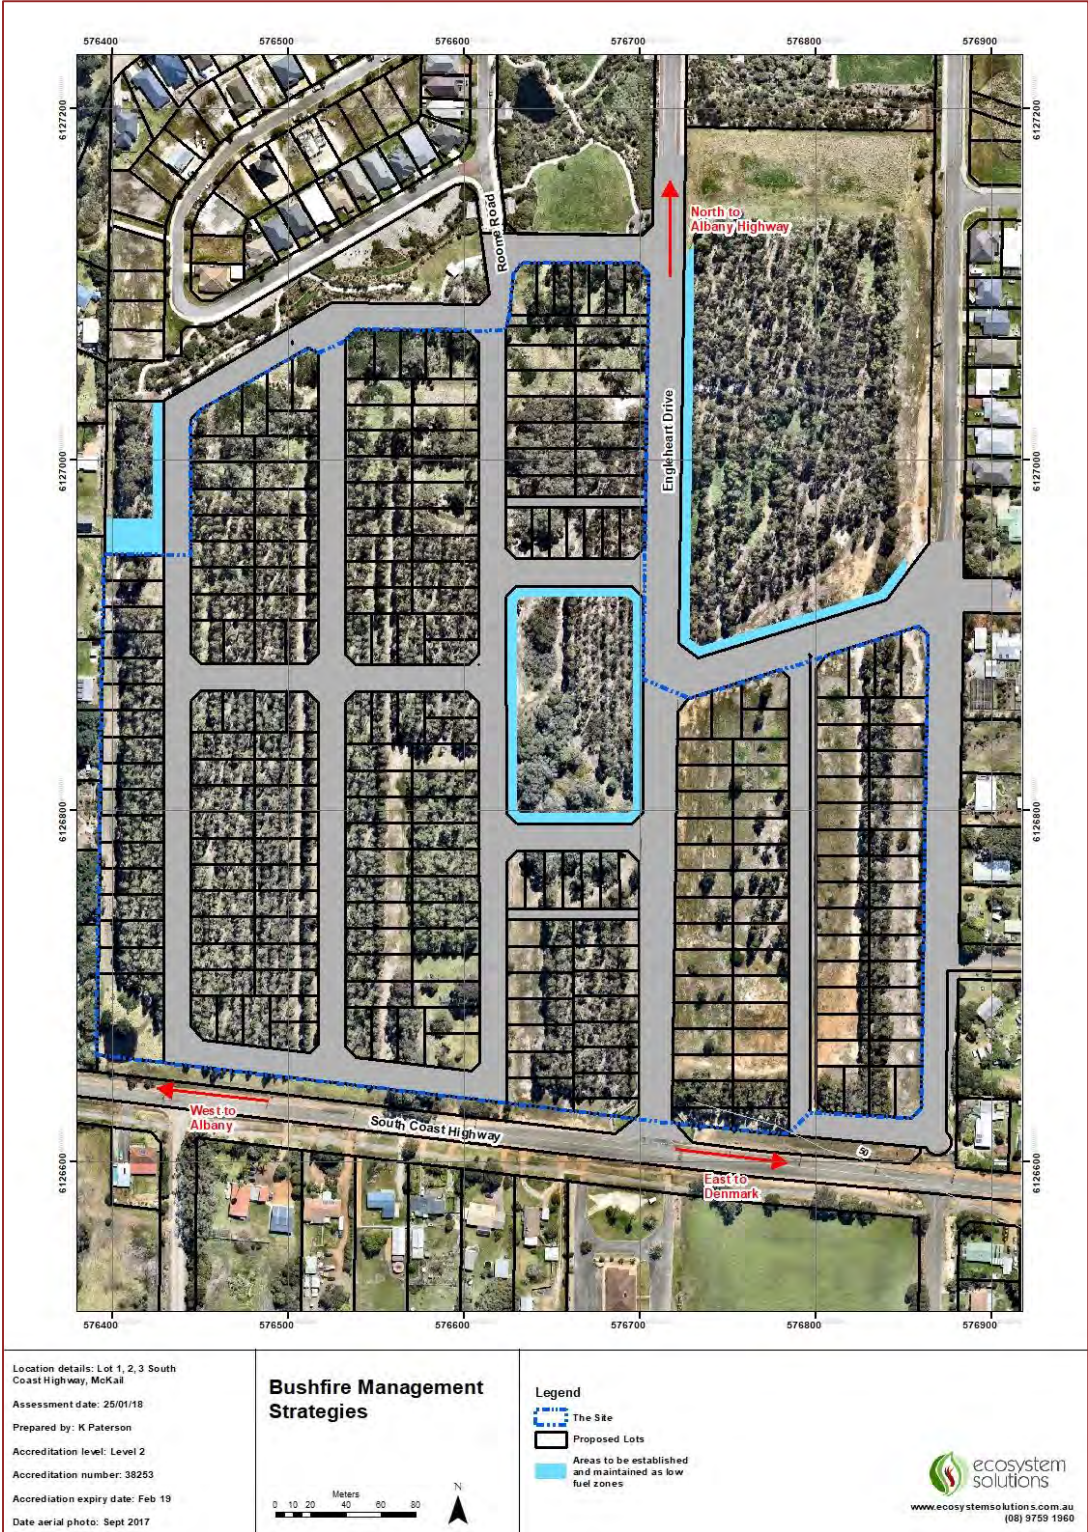 576400
576500
576600
576700
576800
576900
6127200
6127200
North to
Albany Highway
Roome Road
Engleheart Drive
6127000
6127000
6126800
6126800
West to
Albany
South Coast Highway
50
East to
Denmark
6126600
6126600
576400
576500
576600
576700
576800
576900
Location details: Lot 1, 2, 3 South
Coast Highway, McKail
Assessment date: 25/01/18
Prepared by: K Paterson
Accreditation level: Level 2
Accreditation number: 38253
Accrediation expiry date: Feb 19
Date aerial photo: Sept 2017
Bushfire Management
Strategies
Meters
0 10 20 40 60 80
N
Legend
The Site
Proposed Lots
Areas to be established
and maintained as low
fuel zones
ecosystem
solutions
www.ecosystemsolutions.com.au
(08) 9759 1960